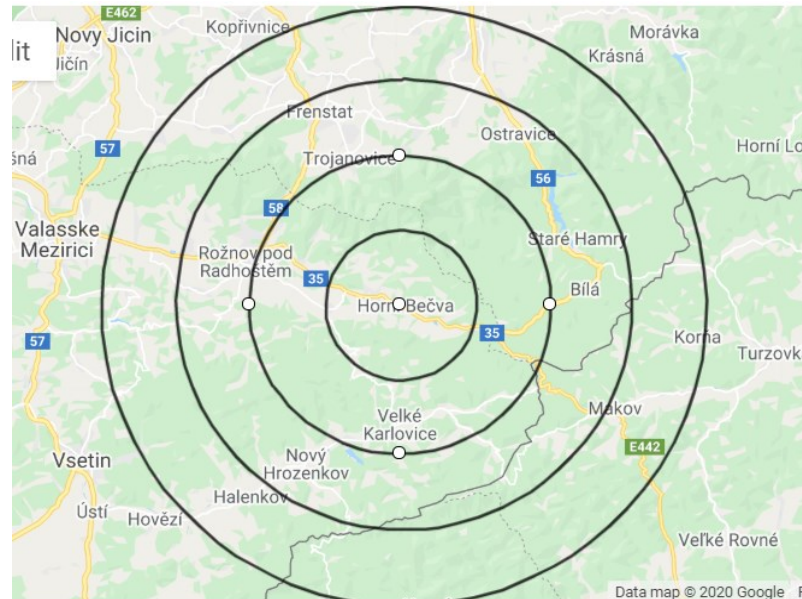 E462
Kopřivnice
Novy Jicin
Jičín
lit
Morávka
Krásná
Frenstat
Ostravice
57
šná
Trojanovice
Horní Lo
56
58
Valasske
Mezirici
Rožnov pod
Radhoštěm
Staré Hamry
35
Bílá
Horní Bečva
35
57
Korňa
Turzovk
Velké
Karlovice
Makov
E442
Vsetin
Nový
Hrozenkov
Halenkov
Ústí
Hovězí
Veľké Rovné
Data map © 2020 Google